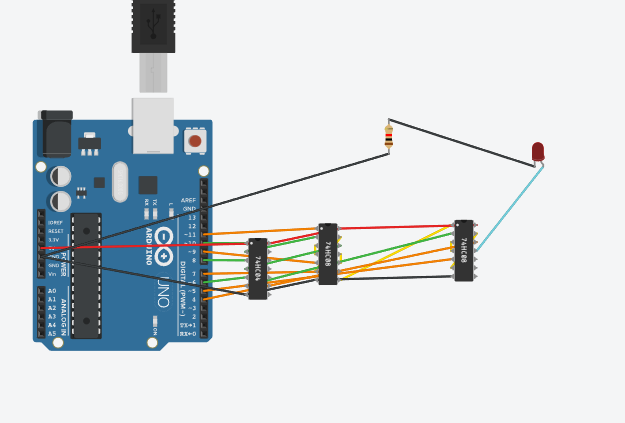 AREF
GND
13
12
~11
~10
~9
8
7
~6
~5
4
~3
2
TX→1
RX←0
IOREF
RESET
3.3V
GND
Vin
A0
A1
A2
A3
A4
A5
RX
TX
L
ARDUINO
UNO
DIGITAL (PWM ~)
POWER
ANALOG IN
ON
74HC04
74HC08
74HC08